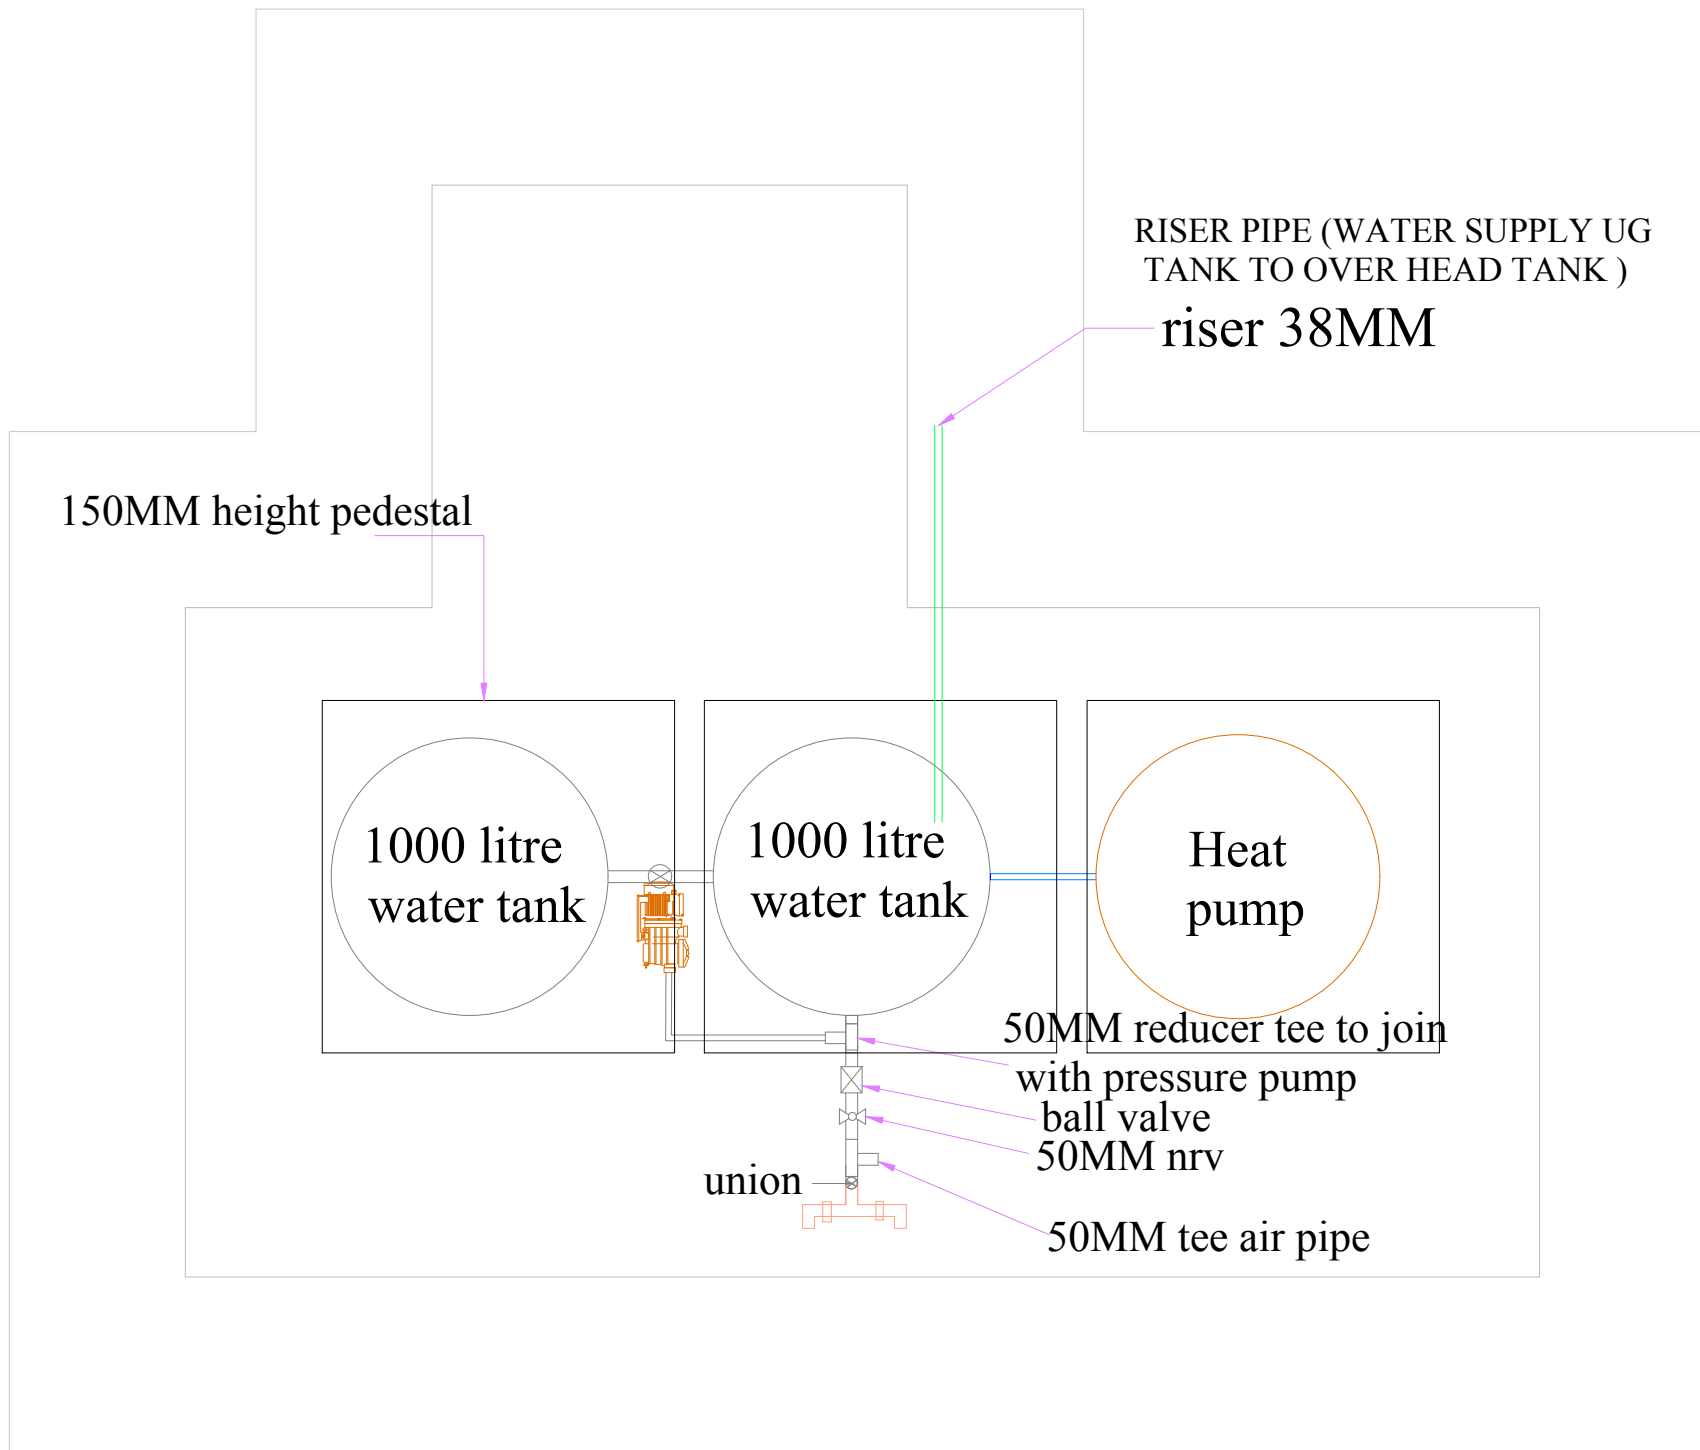 RISER PIPE (WATER SUPPLY UG
TANK TO OVER HEAD TANK )
riser 38MM
150MM height pedestal
1000 litre
water tank
1000 litre
water tank
Heat
pump
50MM reducer tee to join
with pressure pump
ball valve
50MM nrv
union
50MM tee air pipe